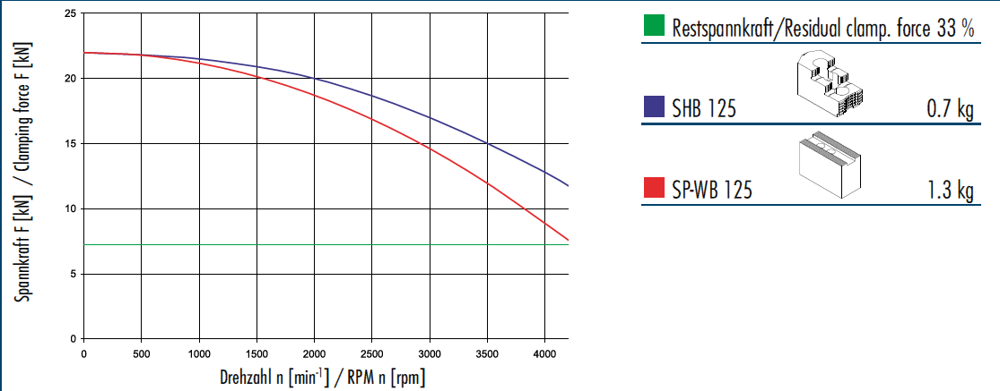 Spannkraft F [kN] / Clamping force F [kN]
25
20
15
10
5
0
0 500 1000 1500 2000 2500 3000 3500 4000
Drehzahl n [min-1] / RPM n [rpm]
Restspannkraft/Residual clamp. force 33 %
SHB 125 0.7 kg
SP-WB 125 1.3 kg